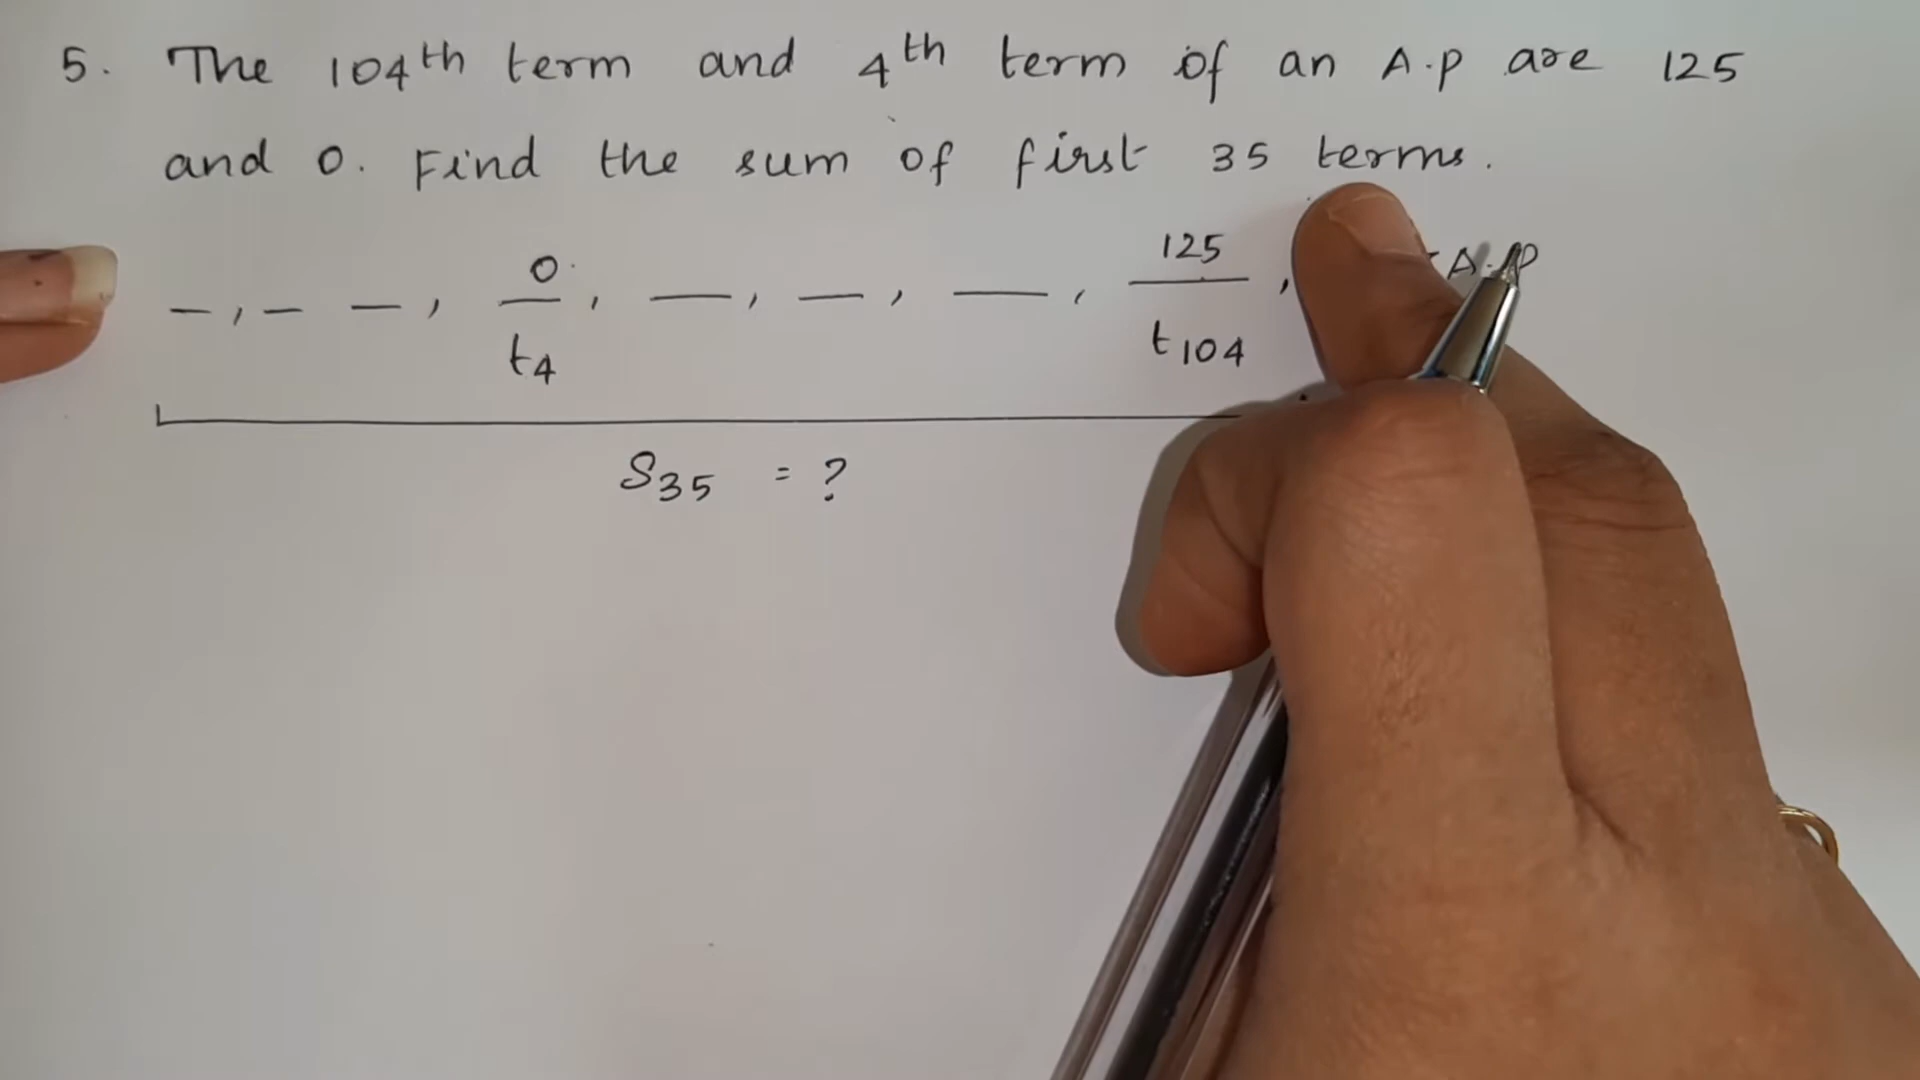 5. The 104th term and 4th term of an A.P are 125
and 0. Find the sum of first 35 terms.
_ , _ _ , 0 , _ , _ , _ , 125 , A.P
t4 t104
S35 = ?